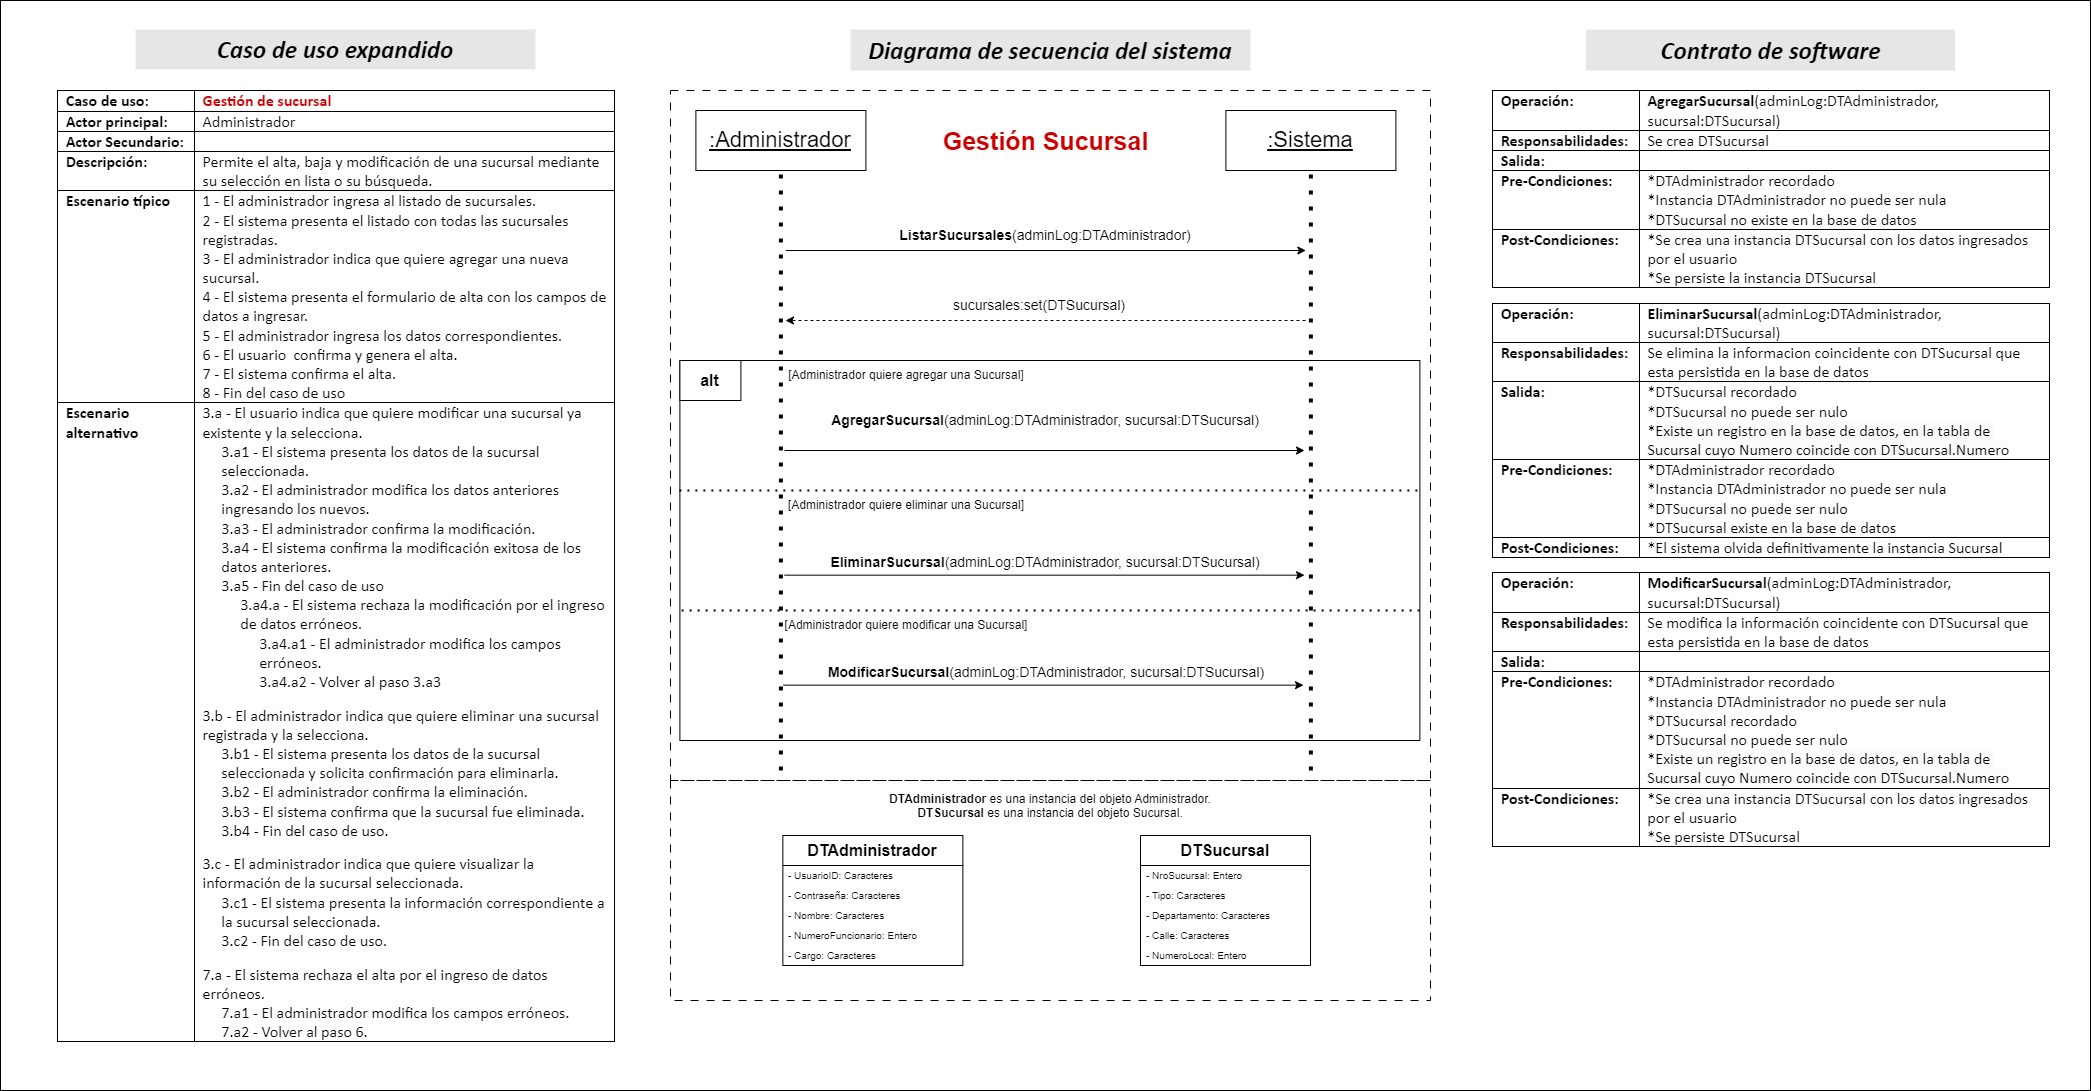 Caso de uso expandido
Caso de uso:
Gestión de sucursal
Actor principal:
Administrador
Actor Secundario:
Descripción:
Permite el alta, baja y modificación de una sucursal mediante
su selección en lista o su búsqueda.
Escenario típico
1 - El administrador ingresa al listado de sucursales.
2 - El sistema presenta el listado con todas las sucursales
registradas.
3 - El administrador indica que quiere agregar una nueva
sucursal.
4 - El sistema presenta el formulario de alta con los campos de
datos a ingresar.
5 - El administrador ingresa los datos correspondientes.
6 - El usuario  confirma y genera el alta.
7 - El sistema confirma el alta.
8 - Fin del caso de uso
Escenario
alternativo
3.a - El usuario indica que quiere modificar una sucursal ya
existente y la selecciona.
3.a1 - El sistema presenta los datos de la sucursal
seleccionada.
3.a2 - El administrador modifica los datos anteriores
ingresando los nuevos.
3.a3 - El administrador confirma la modificación.
3.a4 - El sistema confirma la modificación exitosa de los
datos anteriores.
3.a5 - Fin del caso de uso
3.a4.a - El sistema rechaza la modificación por el ingreso
de datos erróneos.
3.a4.a1 - El administrador modifica los campos
erróneos.
3.a4.a2 - Volver al paso 3.a3
3.b - El administrador indica que quiere eliminar una sucursal
registrada y la selecciona.
3.b1 - El sistema presenta los datos de la sucursal
seleccionada y solicita confirmación para eliminarla.
3.b2 - El administrador confirma la eliminación.
3.b3 - El sistema confirma que la sucursal fue eliminada.
3.b4 - Fin del caso de uso.
3.c - El administrador indica que quiere visualizar la
información de la sucursal seleccionada.
3.c1 - El sistema presenta la información correspondiente a
la sucursal seleccionada.
3.c2 - Fin del caso de uso.
7.a - El sistema rechaza el alta por el ingreso de datos
erróneos.
7.a1 - El administrador modifica los campos erróneos.
7.a2 - Volver al paso 6.
Diagrama de secuencia del sistema
:Administrador
Gestión Sucursal
:Sistema
ListarSucursales(adminLog:DTAdministrador)
sucursales:set(DTSucursal)
alt
[Administrador quiere agregar una Sucursal]
AgregarSucursal(adminLog:DTAdministrador, sucursal:DTSucursal)
[Administrador quiere eliminar una Sucursal]
EliminarSucursal(adminLog:DTAdministrador, sucursal:DTSucursal)
[Administrador quiere modificar una Sucursal]
ModificarSucursal(adminLog:DTAdministrador, sucursal:DTSucursal)
DTAdministrador es una instancia del objeto Administrador.
DTSucursal es una instancia del objeto Sucursal.
DTAdministrador
- UsuarioID: Caracteres
- Contraseña: Caracteres
- Nombre: Caracteres
- NumeroFuncionario: Entero
- Cargo: Caracteres
DTSucursal
- NroSucursal: Entero
- Tipo: Caracteres
- Departamento: Caracteres
- Calle: Caracteres
- NumeroLocal: Entero
Contrato de software
Operación:
AgregarSucursal(adminLog:DTAdministrador,
sucursal:DTSucursal)
Responsabilidades:
Se crea DTSucursal
Salida:
Pre-Condiciones:
*DTAdministrador recordado
*Instancia DTAdministrador no puede ser nula
*DTSucursal no existe en la base de datos
Post-Condiciones:
*Se crea una instancia DTSucursal con los datos ingresados
por el usuario
*Se persiste la instancia DTSucursal
Operación:
EliminarSucursal(adminLog:DTAdministrador,
sucursal:DTSucursal)
Responsabilidades:
Se elimina la informacion coincidente con DTSucursal que
esta persistida en la base de datos
Salida:
*DTSucursal recordado
*DTSucursal no puede ser nulo
*Existe un registro en la base de datos, en la tabla de
Sucursal cuyo Numero coincide con DTSucursal.Numero
Pre-Condiciones:
*DTAdministrador recordado
*Instancia DTAdministrador no puede ser nula
*DTSucursal no puede ser nulo
*DTSucursal existe en la base de datos
Post-Condiciones:
*El sistema olvida definitivamente la instancia Sucursal
Operación:
ModificarSucursal(adminLog:DTAdministrador,
sucursal:DTSucursal)
Responsabilidades:
Se modifica la información coincidente con DTSucursal que
esta persistida en la base de datos
Salida:
Pre-Condiciones:
*DTAdministrador recordado
*Instancia DTAdministrador no puede ser nula
*DTSucursal recordado
*DTSucursal no puede ser nulo
*Existe un registro en la base de datos, en la tabla de
Sucursal cuyo Numero coincide con DTSucursal.Numero
Post-Condiciones:
*Se crea una instancia DTSucursal con los datos ingresados
por el usuario
*Se persiste DTSucursal